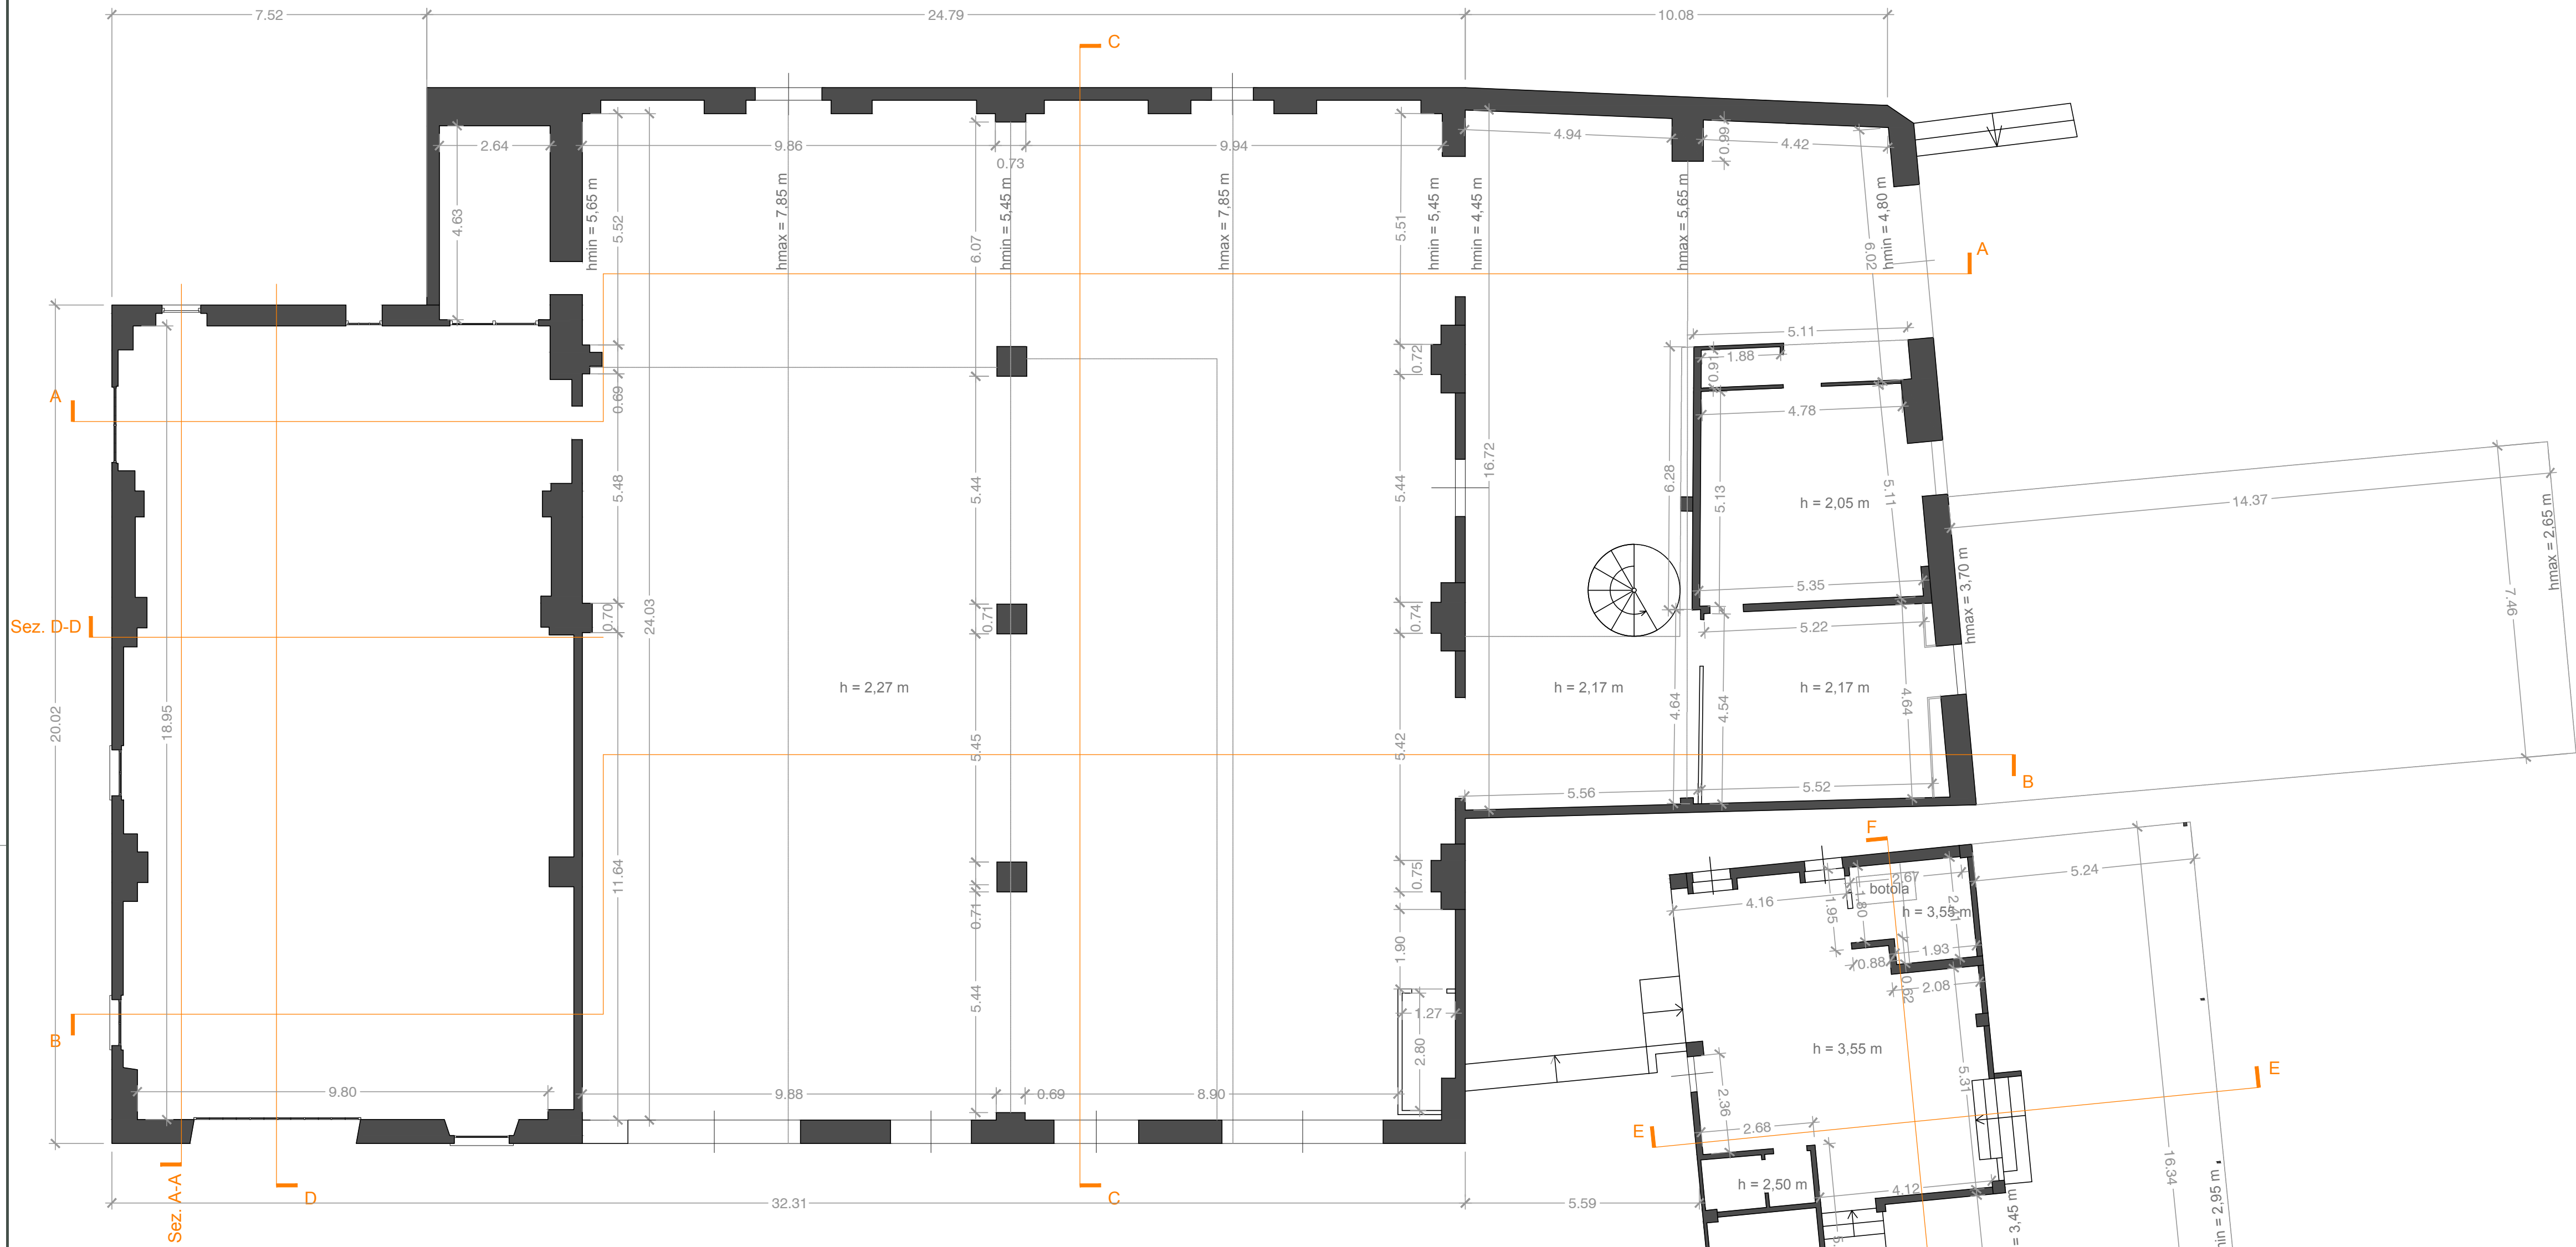 7.52
24.79
10.08
C
2.64
9.86
0.73
9.94
4.94
0.99
4.42
4.63
hmin = 5,65 m
5.52
hmax = 7,85 m
6.07
hmin = 5,45 m
hmax = 7,85 m
5.51
hmin = 5,45 m
hmin = 4,45 m
hmax = 5,65 m
6.02
hmin = 4,80 m
A
5.11
1.88
0.72
A
0.69
4.78
16.72
6.28
5.13
5.11
h = 2,05 m
14.37
hmax = 2,65 m
5.48
5.44
5.44
hmax = 3,70 m
5.35
7.46
Sez. D-D
0.70
24.03
0.71
0.74
5.22
h = 2,27 m
h = 2,17 m
h = 2,17 m
20.02
18.95
5.45
5.42
4.64
4.54
4.64
B
5.56
5.52
F
11.64
0.75
5.24
2.67
botola
4.16
1.95
1.80
h = 3,55 m
0.71
1.90
0.88
1.93
0.62
2.08
5.44
1.27
B
2.80
h = 3,55 m
5.31
E
9.80
9.88
0.69
8.90
2.36
2.68
E
16.34
h = 2,50 m
4.12
Sez. A-A
D
C
32.31
5.59
= 3,45 m
= 2,95 m